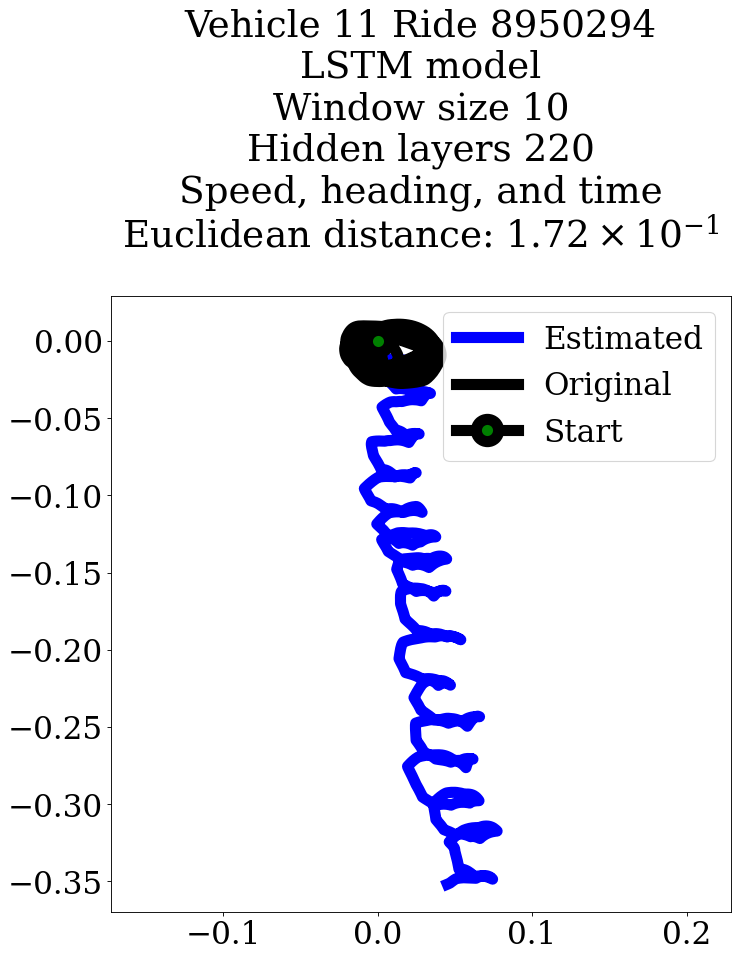 Vehicle 11 Ride 8950294
LSTM model
Window size 10
Hidden layers 220
Speed, heading, and time
Euclidean distance: 1.72 × 10⁻¹
Estimated
Original
Start
0.00
−0.05
−0.10
−0.15
−0.20
−0.25
−0.30
−0.35
−0.1 0.0 0.1 0.2